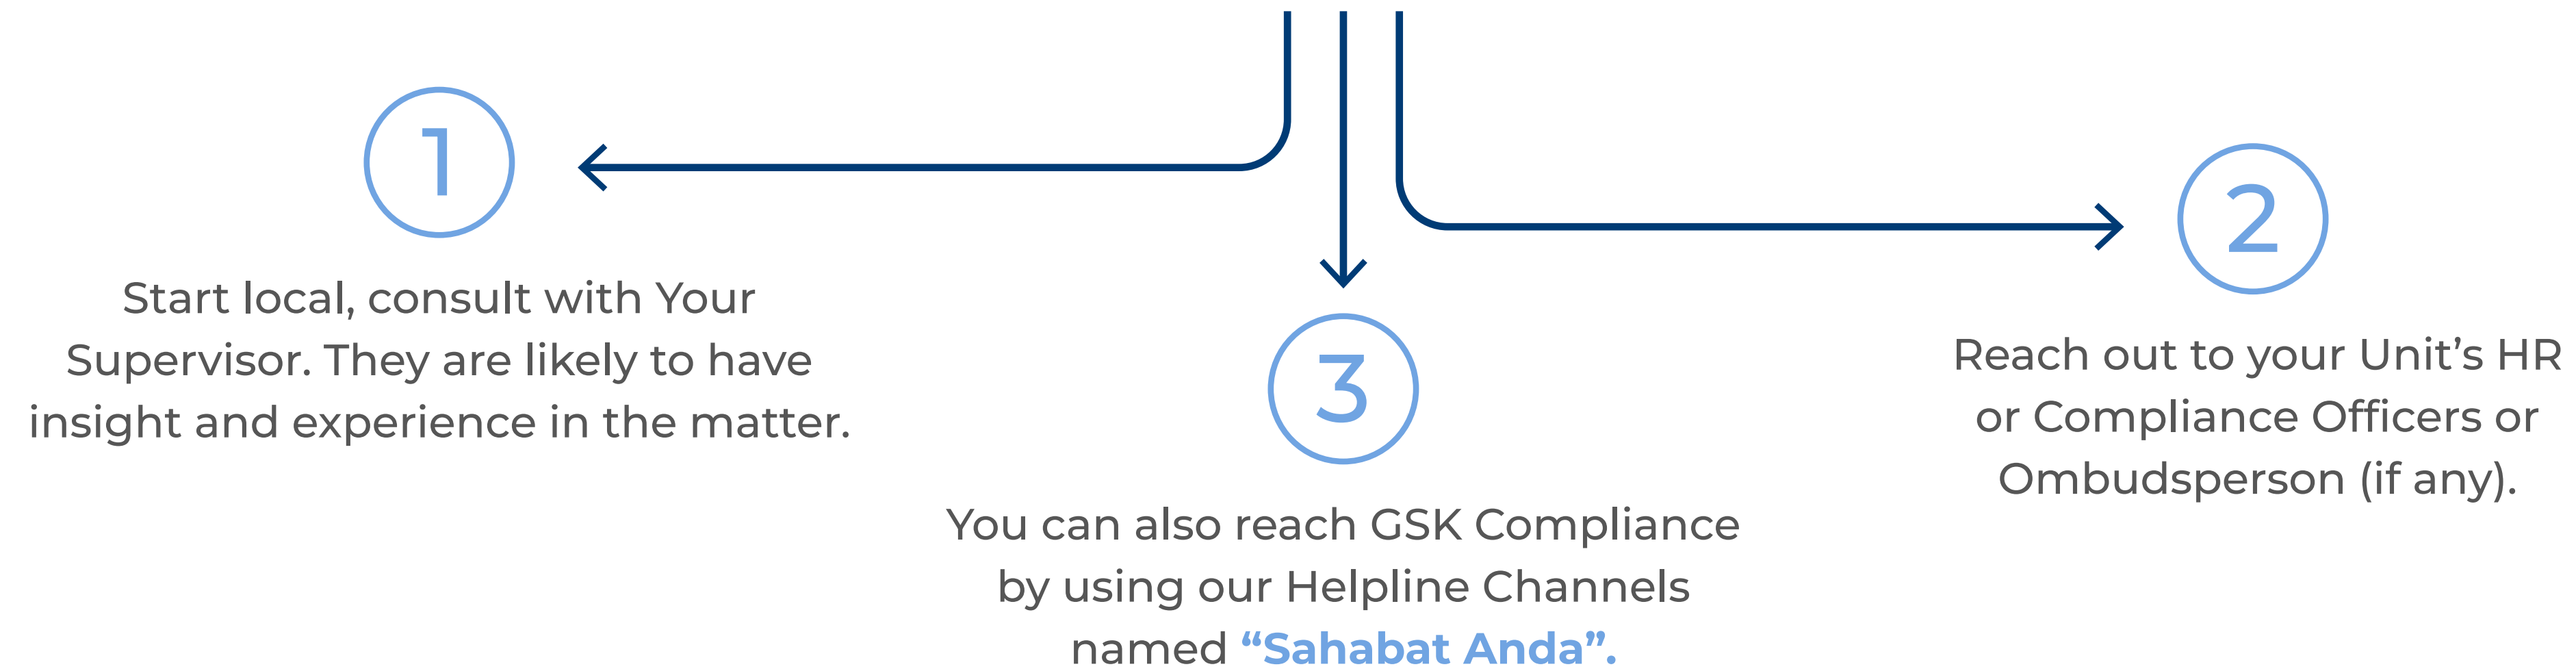 1
Start local, consult with Your
Supervisor. They are likely to have
insight and experience in the matter.
2
Reach out to your Unit’s HR
or Compliance Officers or
Ombudsperson (if any).
3
You can also reach GSK Compliance
by using our Helpline Channels
named “Sahabat Anda”.